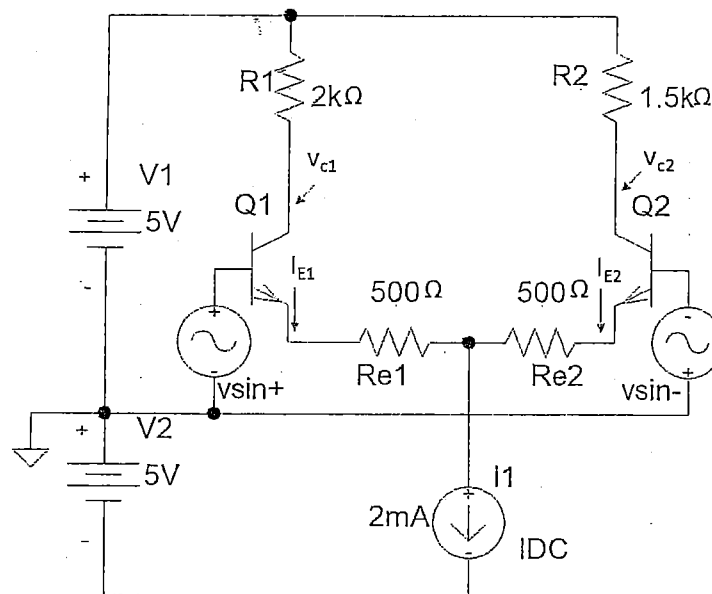 R1
2kΩ
R2
1.5kΩ
vc1
vc2
+
V1
5V
-
Q1
Q2
IE1
IE2
500Ω
500Ω
+
-
-
+
Re1
Re2
vsin+
vsin-
+
V2
5V
-
I1
+
2mA
-
IDC